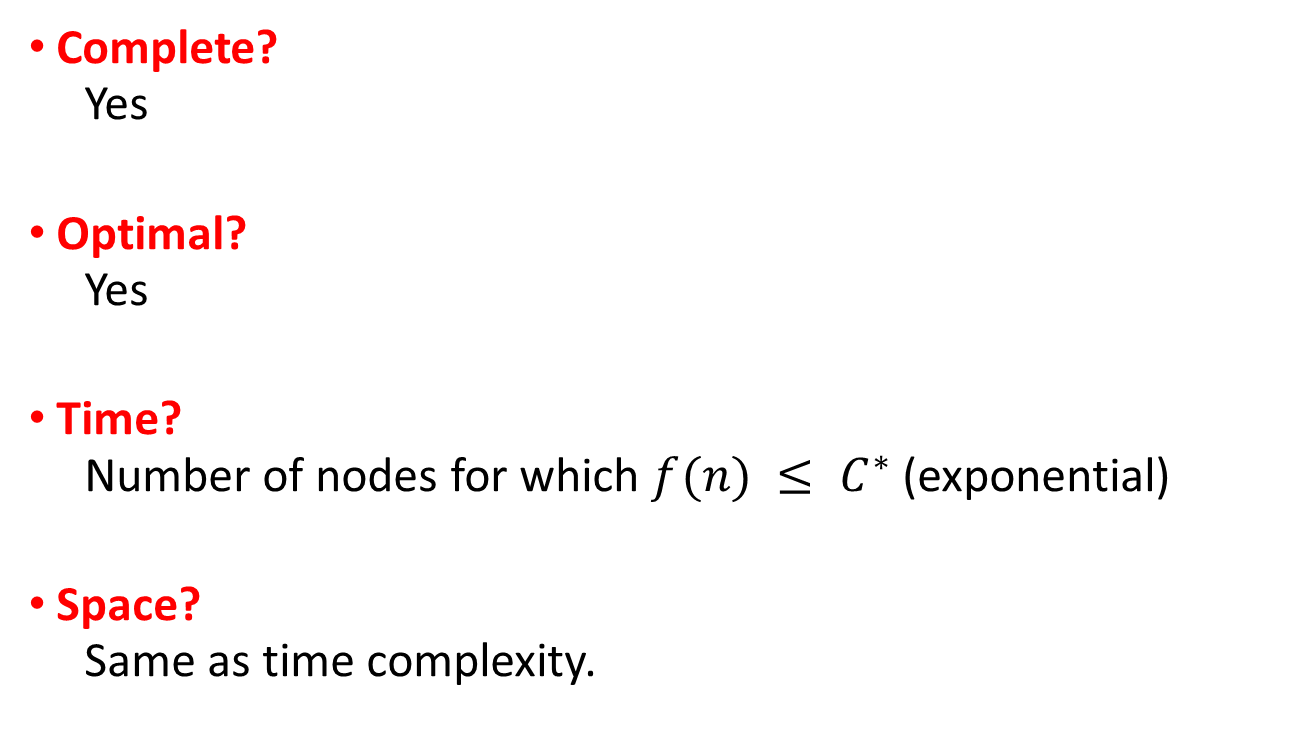 • Complete?
Yes
• Optimal?
Yes
• Time?
Number of nodes for which f(n) ≤ C* (exponential)
• Space?
Same as time complexity.